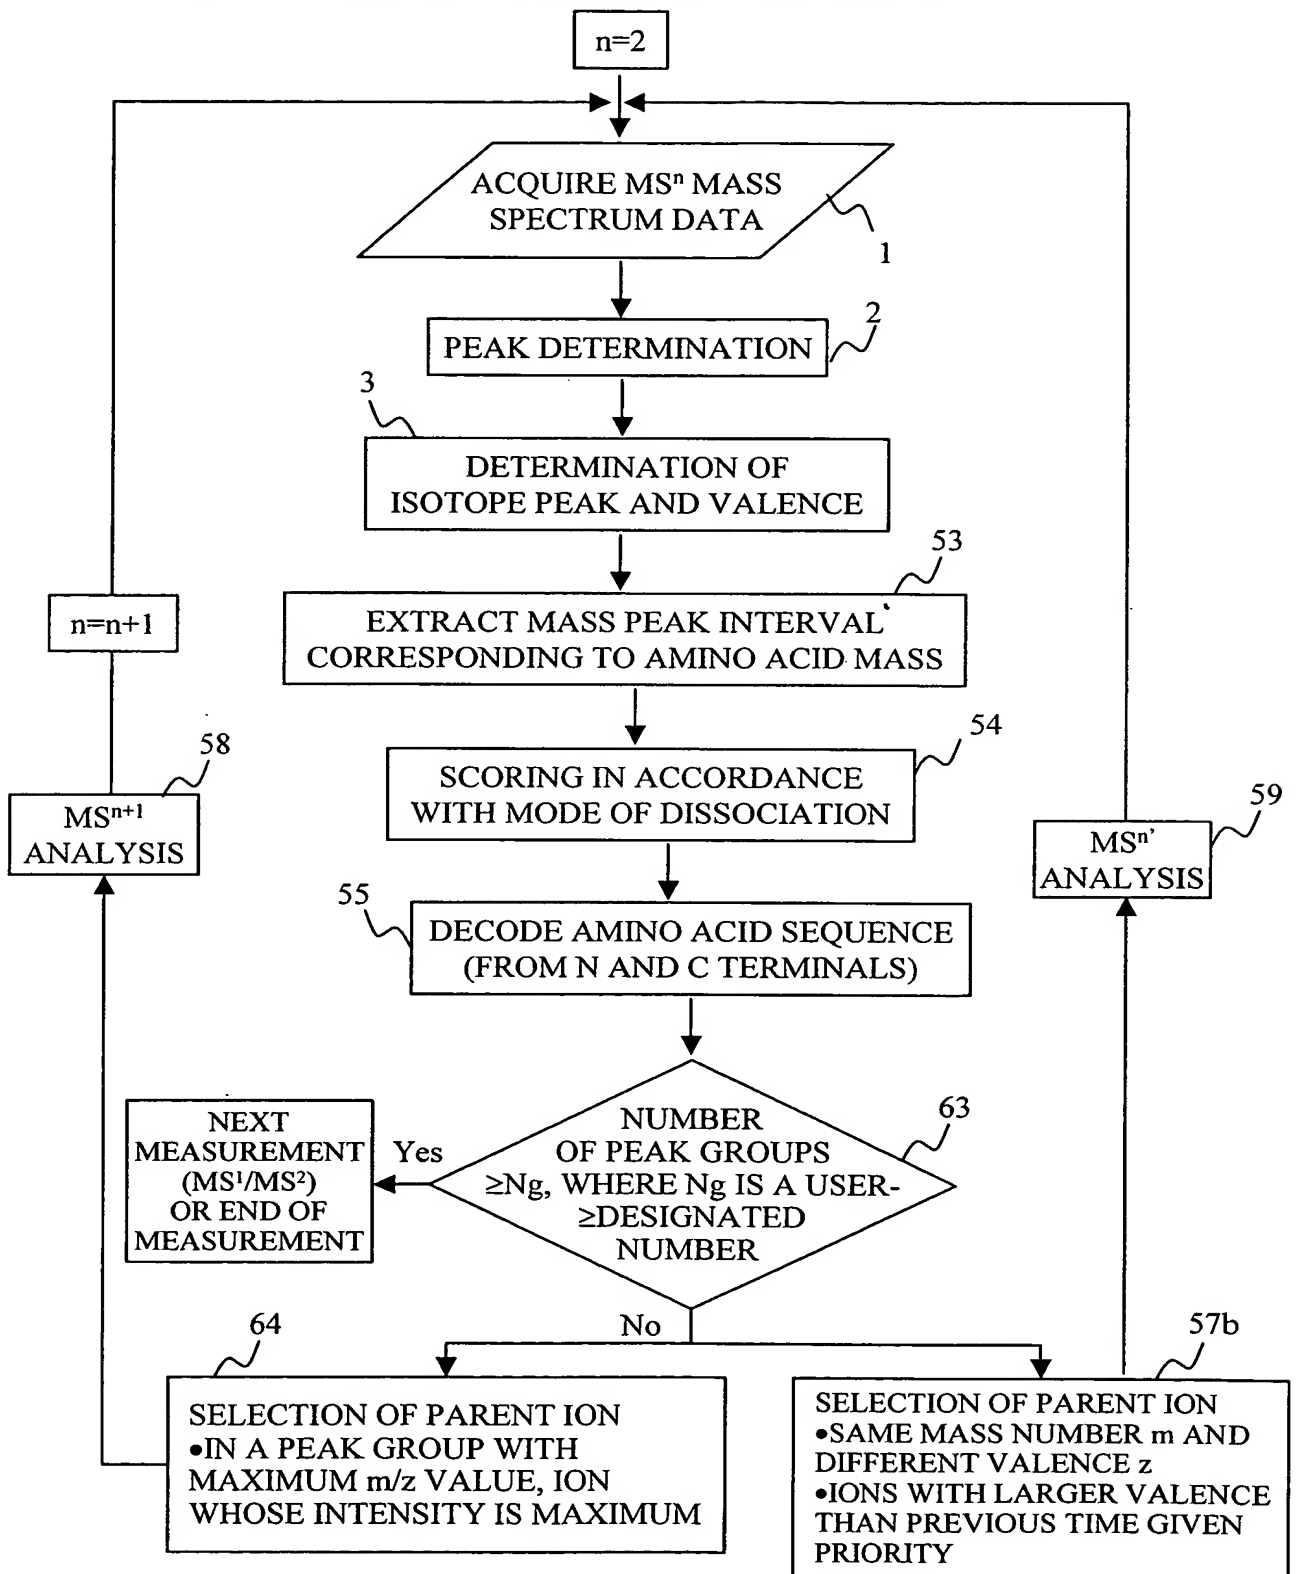 n=2
ACQUIRE MSⁿ MASS
SPECTRUM DATA
1
2
PEAK DETERMINATION
3
DETERMINATION OF
ISOTOPE PEAK AND VALENCE
53
EXTRACT MASS PEAK INTERVAL
CORRESPONDING TO AMINO ACID MASS
n=n+1
54
SCORING IN ACCORDANCE
WITH MODE OF DISSOCIATION
58
MSⁿ⁺¹
ANALYSIS
59
MSⁿ'
ANALYSIS
55
DECODE AMINO ACID SEQUENCE
(FROM N AND C TERMINALS)
63
NUMBER
OF PEAK GROUPS
≥Ng, WHERE Ng IS A USER-
≥DESIGNATED
NUMBER
Yes
NEXT
MEASUREMENT
(MS¹/MS²)
OR END OF
MEASUREMENT
No
64
SELECTION OF PARENT ION
•IN A PEAK GROUP WITH
MAXIMUM m/z VALUE, ION
WHOSE INTENSITY IS MAXIMUM
57b
SELECTION OF PARENT ION
•SAME MASS NUMBER m AND
DIFFERENT VALENCE z
•IONS WITH LARGER VALENCE
THAN PREVIOUS TIME GIVEN
PRIORITY